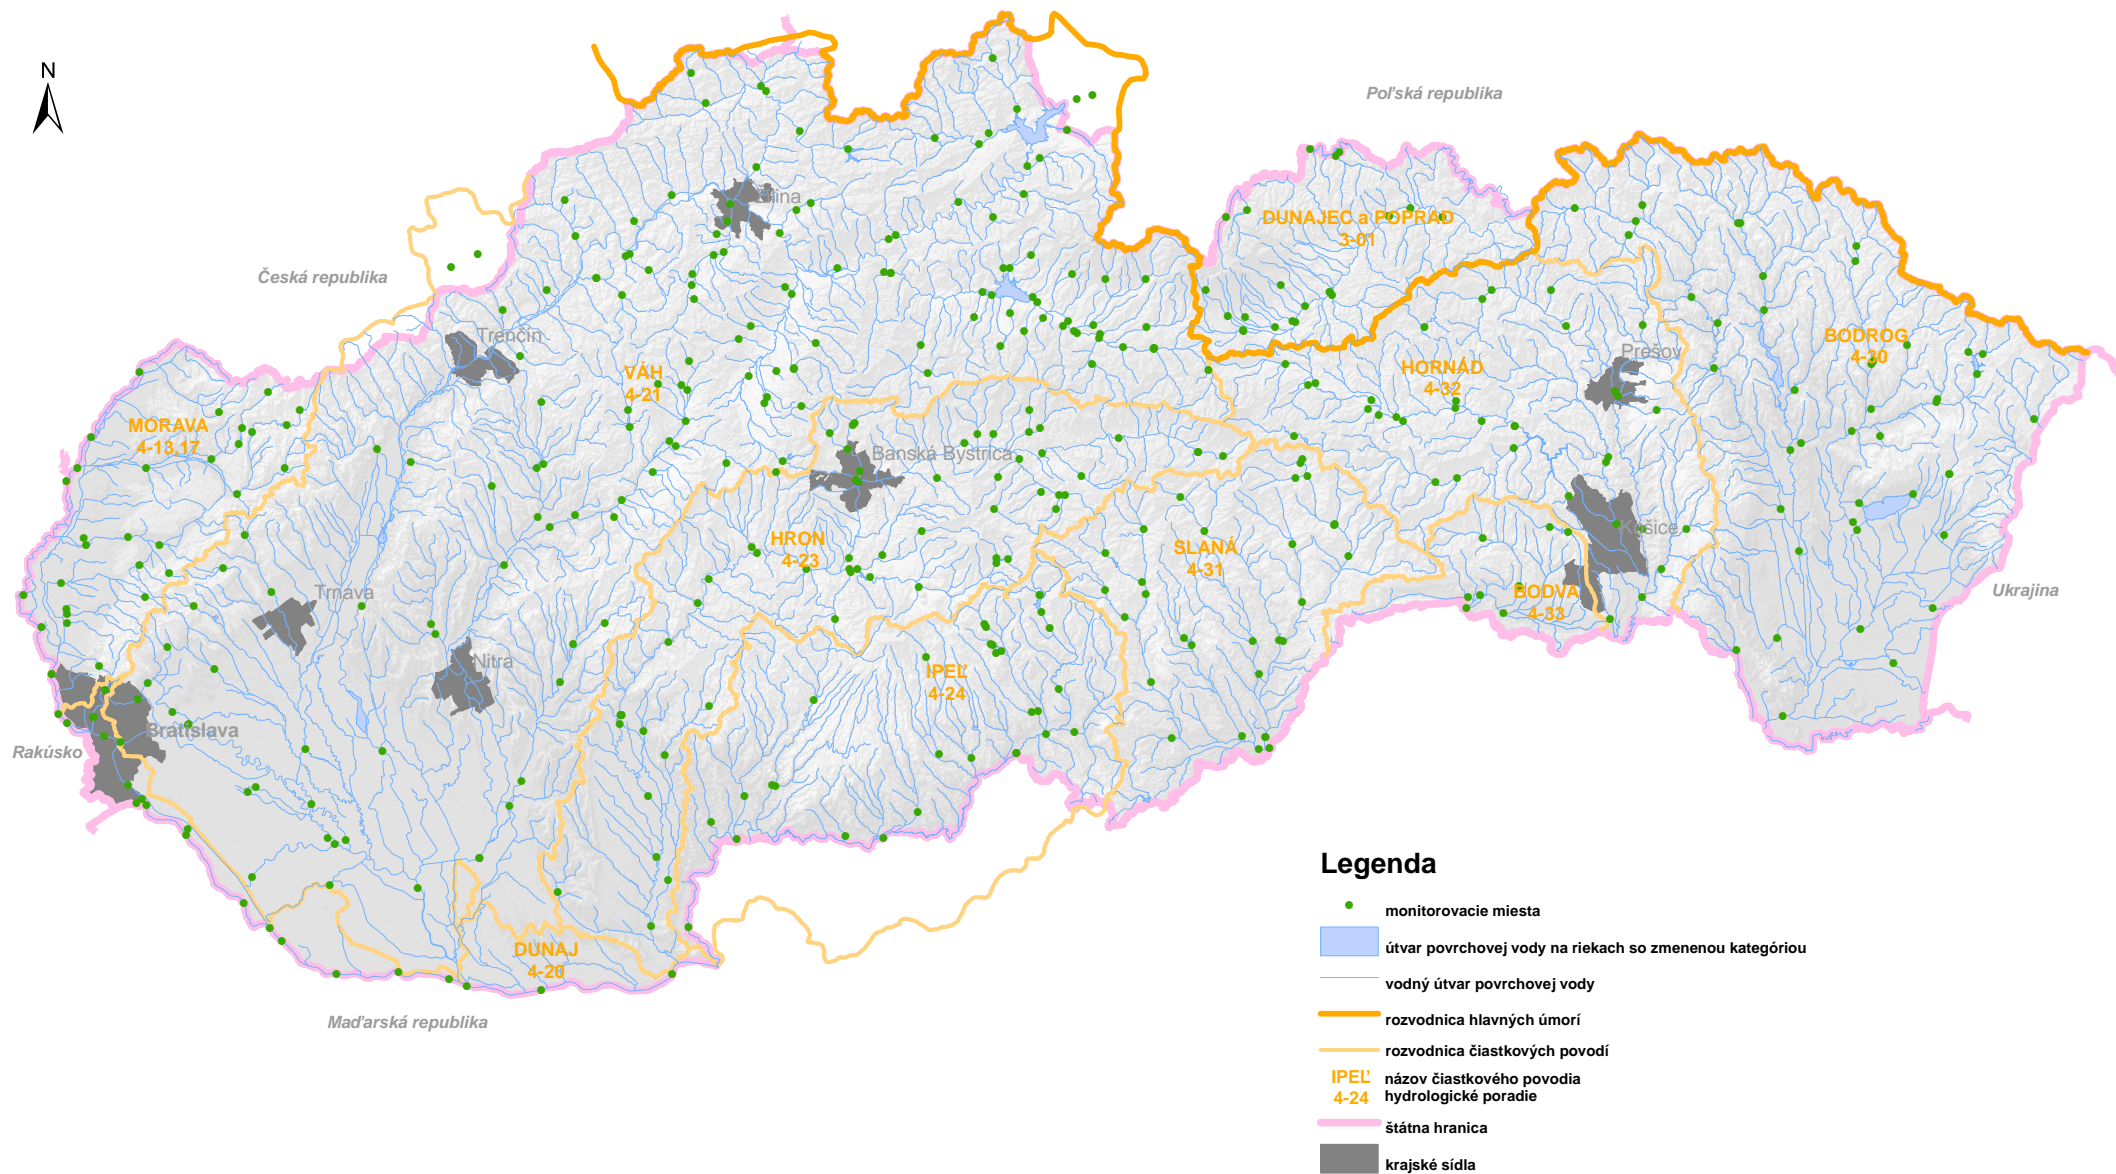 N
Poľská republika
Žilina
DUNAJEC a POPRAD
3-01
Česká republika
Trenčín
VÁH
4-21
BODROG
4-30
Prešov
HORNÁD
4-32
MORAVA
4-13,17
Banská Bystrica
HRON
4-23
SLANÁ
4-31
Košice
Trnava
BODVA
4-33
Ukrajina
Nitra
IPEĽ
4-24
Bratislava
Rakúsko
DUNAJ
4-20
Maďarská republika
Legenda
monitorovacie miesta
útvar povrchovej vody na riekach so zmenenou kategóriou
vodný útvar povrchovej vody
rozvodnica hlavných úmorí
rozvodnica čiastkových povodí
IPEĽ názov čiastkového povodia
4-24 hydrologické poradie
štátna hranica
krajské sídla